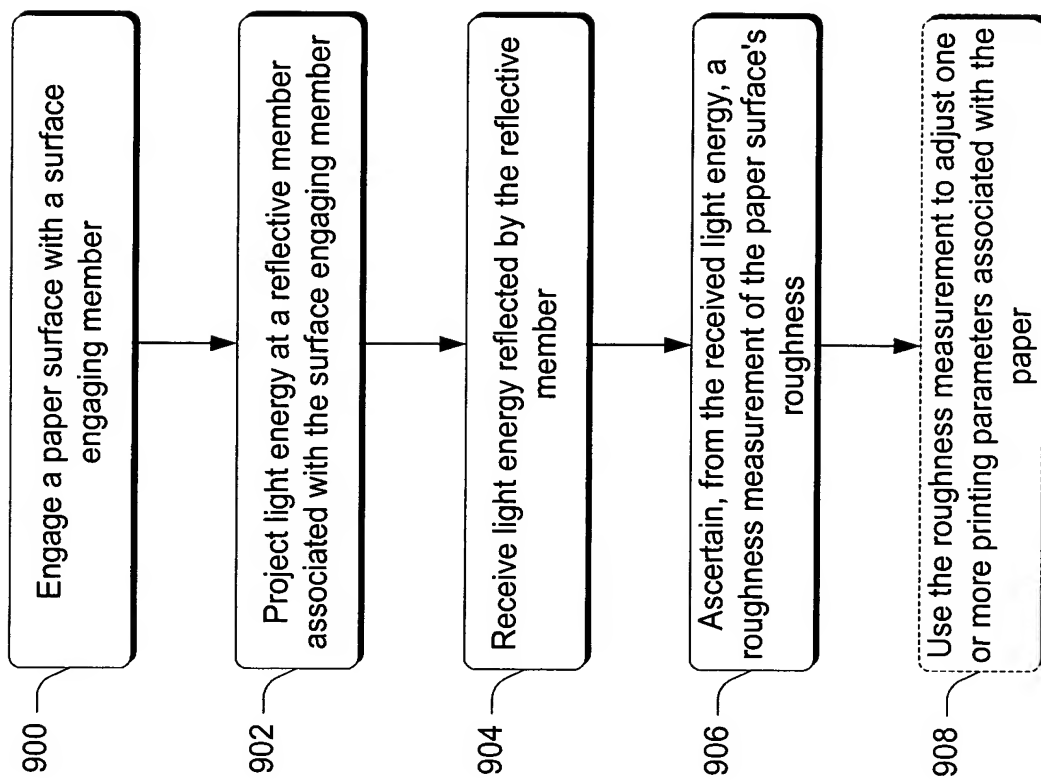 900
Engage a paper surface with a surface
engaging member
902
Project light energy at a reflective member
associated with the surface engaging member
904
Receive light energy reflected by the reflective
member
906
Ascertain, from the received light energy, a
roughness measurement of the paper surface's
roughness
908
Use the roughness measurement to adjust one
or more printing parameters associated with the
paper